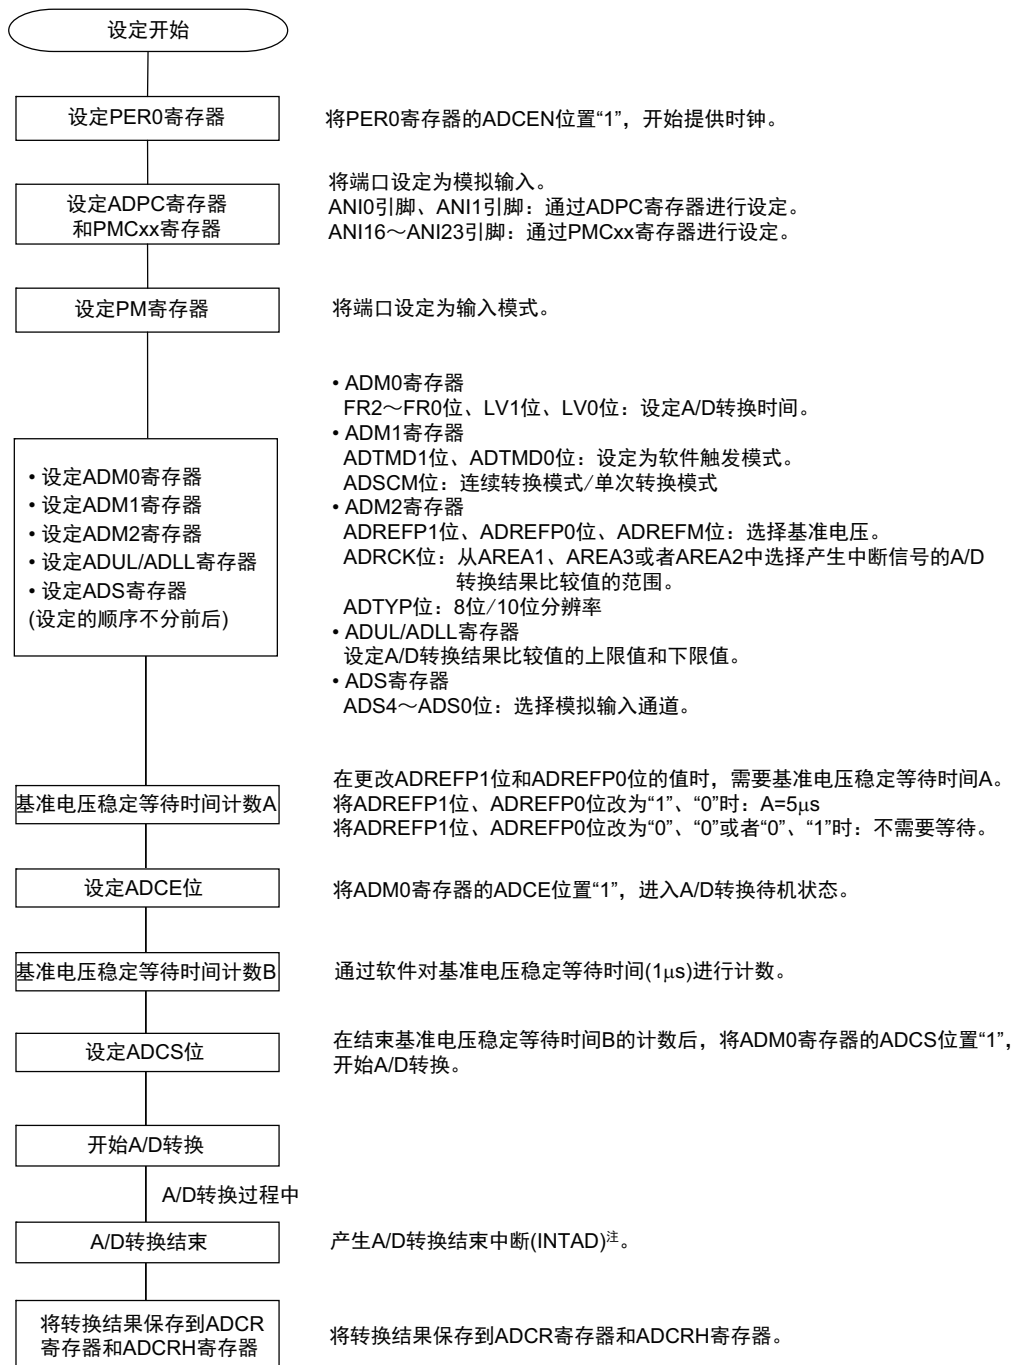 设定开始
设定PER0寄存器
将PER0寄存器的ADCEN位置“1”，开始提供时钟。
设定ADPC寄存器
和PMCxx寄存器
将端口设定为模拟输入。
ANI0引脚、ANI1引脚：通过ADPC寄存器进行设定。
ANI16～ANI23引脚：通过PMCxx寄存器进行设定。
设定PM寄存器
将端口设定为输入模式。
• 设定ADM0寄存器
• 设定ADM1寄存器
• 设定ADM2寄存器
• 设定ADUL/ADLL寄存器
• 设定ADS寄存器
(设定的顺序不分前后)
• ADM0寄存器
FR2～FR0位、LV1位、LV0位：设定A/D转换时间。
• ADM1寄存器
ADTMD1位、ADTMD0位：设定为软件触发模式。
ADSCM位：连续转换模式/单次转换模式
• ADM2寄存器
ADREFP1位、ADREFP0位、ADREFM位：选择基准电压。
ADRCK位：从AREA1、AREA3或者AREA2中选择产生中断信号的A/D
转换结果比较值的范围。
ADTYP位：8位/10位分辨率
• ADUL/ADLL寄存器
设定A/D转换结果比较值的上限值和下限值。
• ADS寄存器
ADS4～ADS0位：选择模拟输入通道。
基准电压稳定等待时间计数A
在更改ADREFP1位和ADREFP0位的值时，需要基准电压稳定等待时间A。
将ADREFP1位、ADREFP0位改为“1”、“0”时：A=5μs
将ADREFP1位、ADREFP0位改为“0”、“0”或者“0”、“1”时：不需要等待。
设定ADCE位
将ADM0寄存器的ADCE位置“1”，进入A/D转换待机状态。
基准电压稳定等待时间计数B
通过软件对基准电压稳定等待时间(1μs)进行计数。
设定ADCS位
在结束基准电压稳定等待时间B的计数后，将ADM0寄存器的ADCS位置“1”，
开始A/D转换。
开始A/D转换
A/D转换过程中
A/D转换结束
产生A/D转换结束中断(INTAD)注。
将转换结果保存到ADCR
寄存器和ADCRH寄存器
将转换结果保存到ADCR寄存器和ADCRH寄存器。